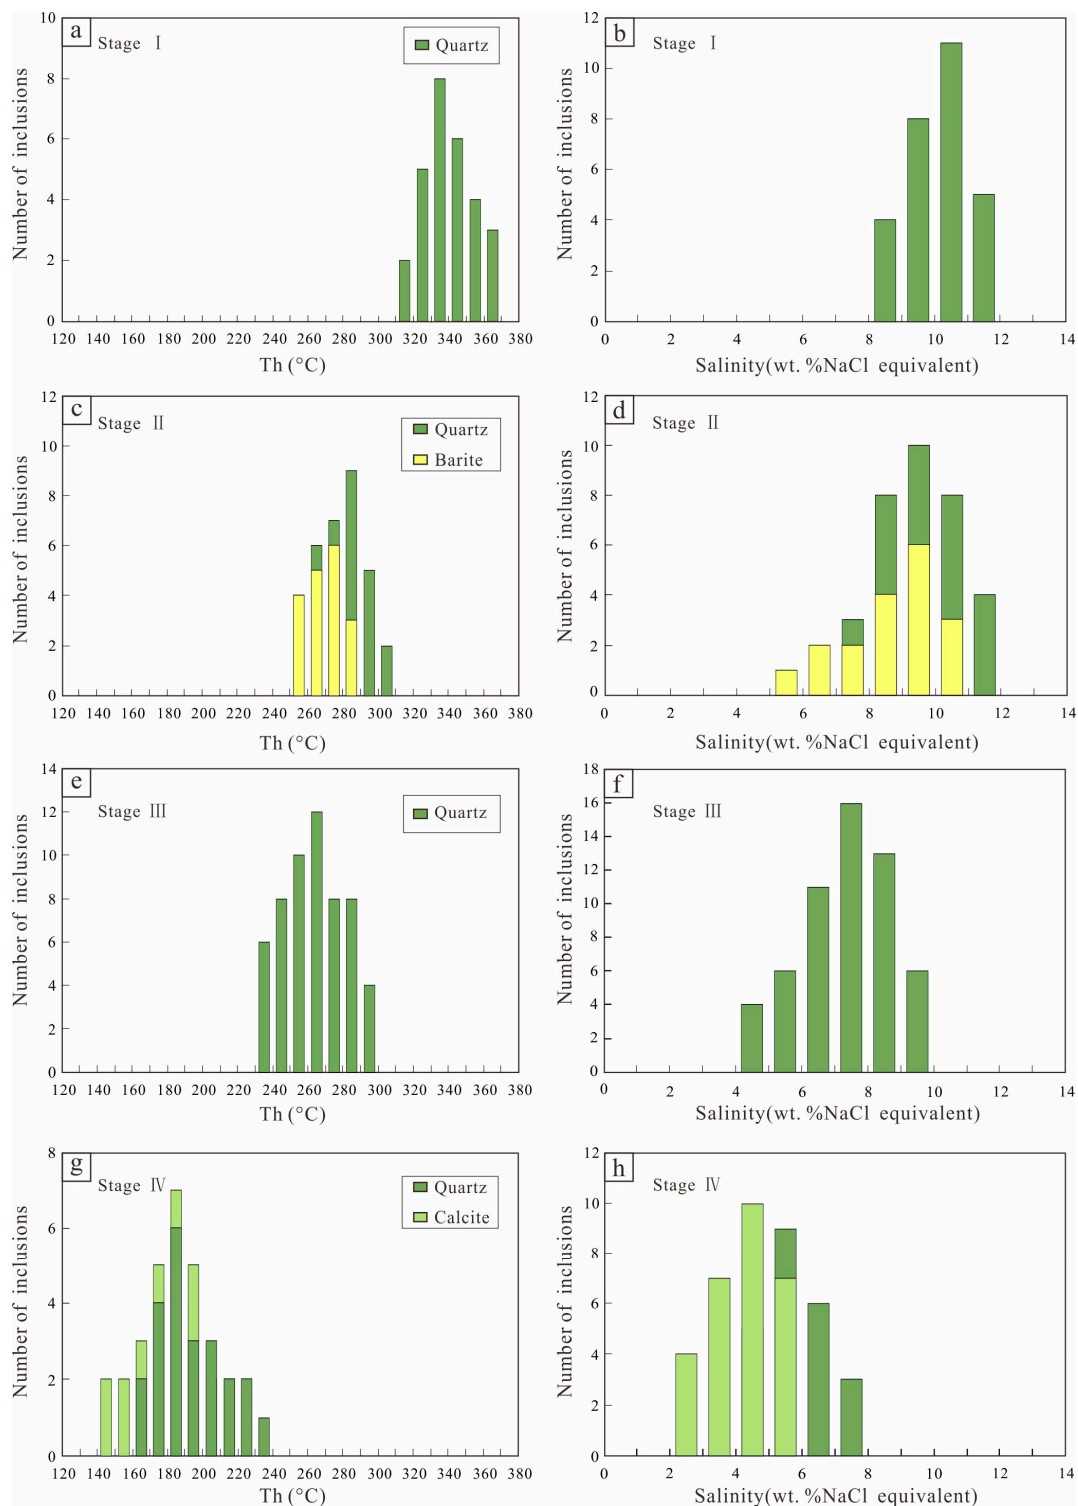 a
Stage Ⅰ
Quartz
Number of inclusions
10
8
6
4
2
0
120 140 160 180 200 220 240 260 280 300 320 340 360 380
Th (°C)
b
Stage Ⅰ
Number of inclusions
12
10
8
6
4
2
0
0 2 4 6 8 10 12 14
Salinity(wt. %NaCl equivalent)
c
Stage Ⅱ
Quartz
Barite
Number of inclusions
12
10
8
6
4
2
0
120 140 160 180 200 220 240 260 280 300 320 340 360 380
Th (°C)
d
Stage Ⅱ
Number of inclusions
12
10
8
6
4
2
0
0 2 4 6 8 10 12 14
Salinity(wt. %NaCl equivalent)
e
Stage Ⅲ
Quartz
Number of inclusions
14
12
10
8
6
4
2
0
120 140 160 180 200 220 240 260 280 300 320 340 360 380
Th (°C)
f
Stage Ⅲ
Number of inclusions
18
16
14
12
10
8
6
4
2
0
0 2 4 6 8 10 12 14
Salinity(wt. %NaCl equivalent)
g
Stage Ⅳ
Quartz
Calcite
Number of inclusions
8
6
4
2
0
120 140 160 180 200 220 240 260 280 300 320 340 360 380
Th (°C)
h
Stage Ⅳ
Number of inclusions
12
10
8
6
4
2
0
0 2 4 6 8 10 12 14
Salinity(wt. %NaCl equivalent)